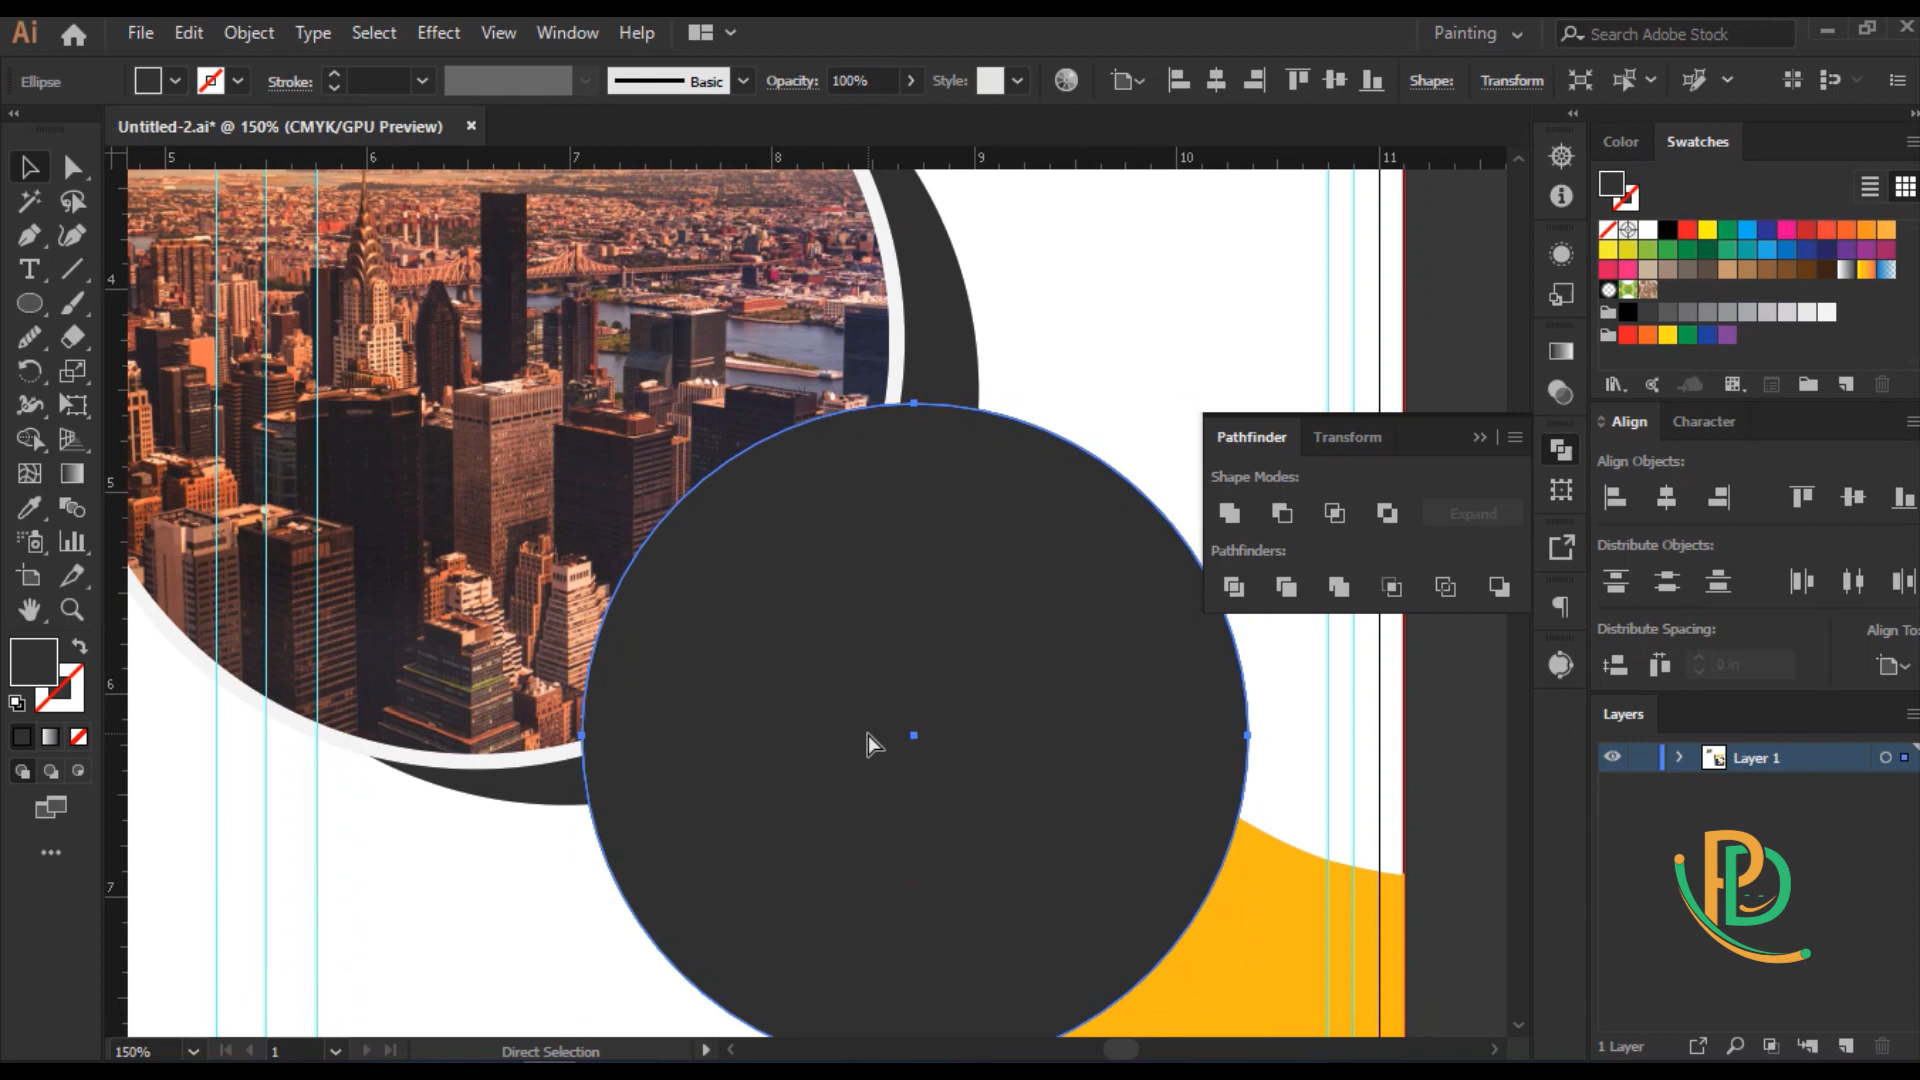 Ai File Edit Object Type Select Effect View Window Help Painting Search Adobe Stock
Ellipse Stroke: Basic Opacity: 100% Style: Shape: Transform
Untitled-2.ai* @ 150% (CMYK/GPU Preview) ×
5 6 7 8 9 10 11
Color Swatches
4
5
6
7
Pathfinder Transform
Shape Modes:
Expand
Pathfinders:
Align Character
Align Objects:
Distribute Objects:
Distribute Spacing: Align To:
0 in
Layers
Layer 1
PD
1 Layer
150% 1 Direct Selection